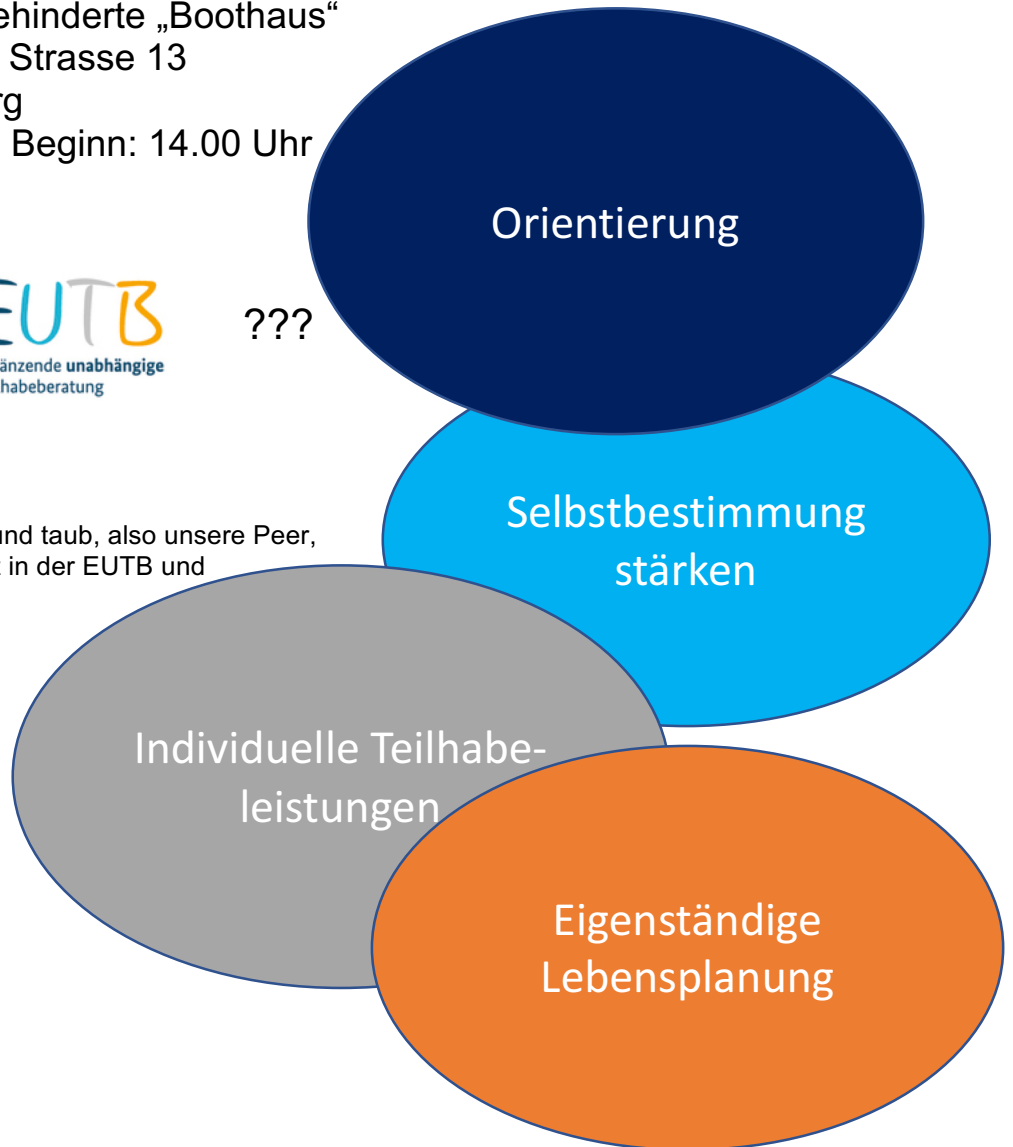 ehinderte „Boothaus“
Strasse 13
rg
Beginn: 14.00 Uhr
Orientierung
EUTB
???
änzende unabhängige
habeberatung
Selbstbestimmung
stärken
und taub, also unsere Peer,
t in der EUTB und
Individuelle Teilhabe-
leistungen
Eigenständige
Lebensplanung